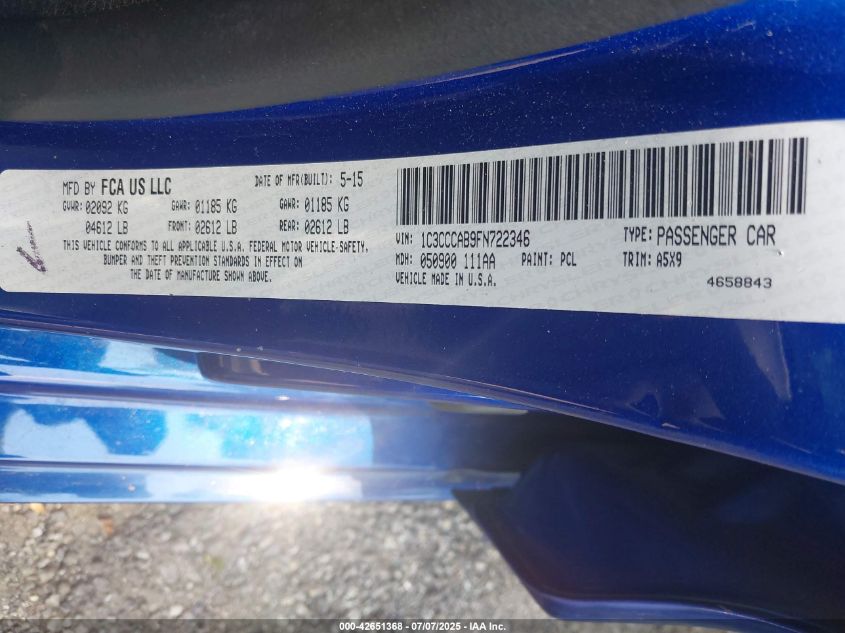 MFD BY FCA US LLC DATE OF MFR(BUILT): 5-15
GVWR: 02092 KG GAWR: 01185 KG GAWR: 01185 KG
04612 LB FRONT: 02612 LB REAR: 02612 LB
THIS VEHICLE CONFORMS TO ALL APPLICABLE U.S.A. FEDERAL MOTOR VEHICLE-SAFETY,
BUMPER AND THEFT PREVENTION STANDARDS IN EFFECT ON
THE DATE OF MANUFACTURE SHOWN ABOVE.
VIN: 1C3CCCAB9FN722346 TYPE: PASSENGER CAR
MDH: 050900 111AA PAINT: PCL TRIM: A5X9
VEHICLE MADE IN U.S.A.
4658843
000-42651368 - 07/07/2025 - IAA Inc.